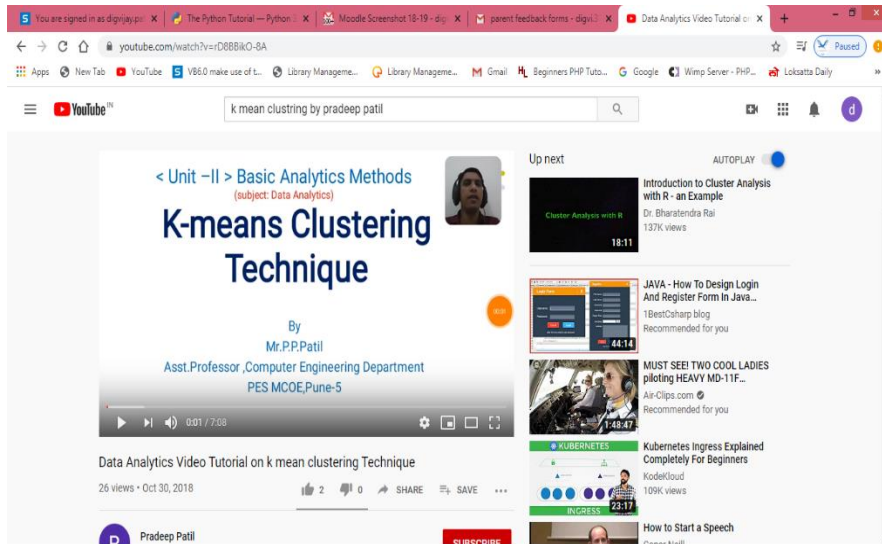 You are signed in as digvijay.pa
The Python Tutorial — Python 3
Moodle Screenshot 18-19 - dig
parent feedback forms - digvi.3
Data Analytics Video Tutorial o
youtube.com/watch?v=rD8BBikO-8A
Paused
Apps
New Tab
YouTube
VB6.0 make use of t...
Library Manageme...
Library Manageme...
Gmail
Beginners PHP Tuto...
Google
Wimp Server - PHP...
Loksatta Daily
YouTube IN
k mean clustring by pradeep patil
d
< Unit –II > Basic Analytics Methods
(subject: Data Analytics)
K-means Clustering
Technique
By
Mr.P.P.Patil
Asst.Professor ,Computer Engineering Department
PES MCOE,Pune-5
0:01 / 7:08
Data Analytics Video Tutorial on k mean clustering Technique
26 views • Oct 30, 2018
2
0
SHARE
SAVE
P
Pradeep Patil
SUBSCRIBE
Up next
AUTOPLAY
Cluster Analysis with R
18:11
Introduction to Cluster Analysis
with R - an Example
Dr. Bharatendra Rai
137K views
44:14
JAVA - How To Design Login
And Register Form In Java...
1BestCsharp blog
Recommended for you
1:48:47
MUST SEE! TWO COOL LADIES
piloting HEAVY MD-11F...
Air-Clips.com
Recommended for you
KUBERNETES
INGRESS
23:17
Kubernetes Ingress Explained
Completely For Beginners
KodeKloud
109K views
How to Start a Speech